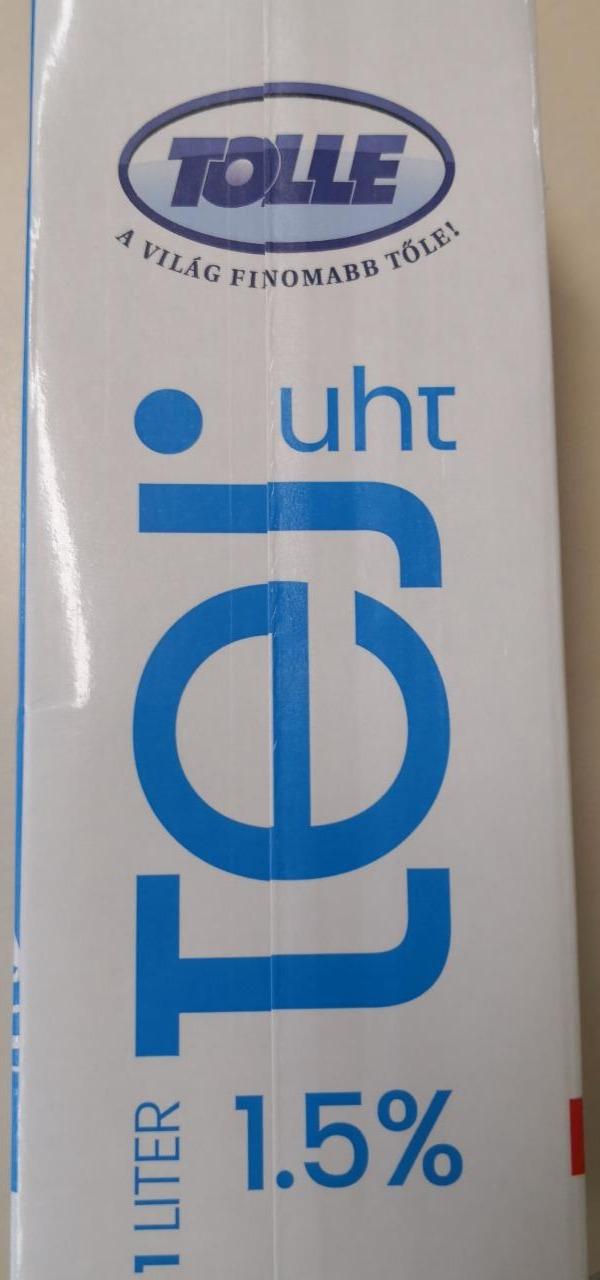 TOLLE
A VILÁG FINOMABB TŐLE!
uht
tej
1.5%
1 LITER